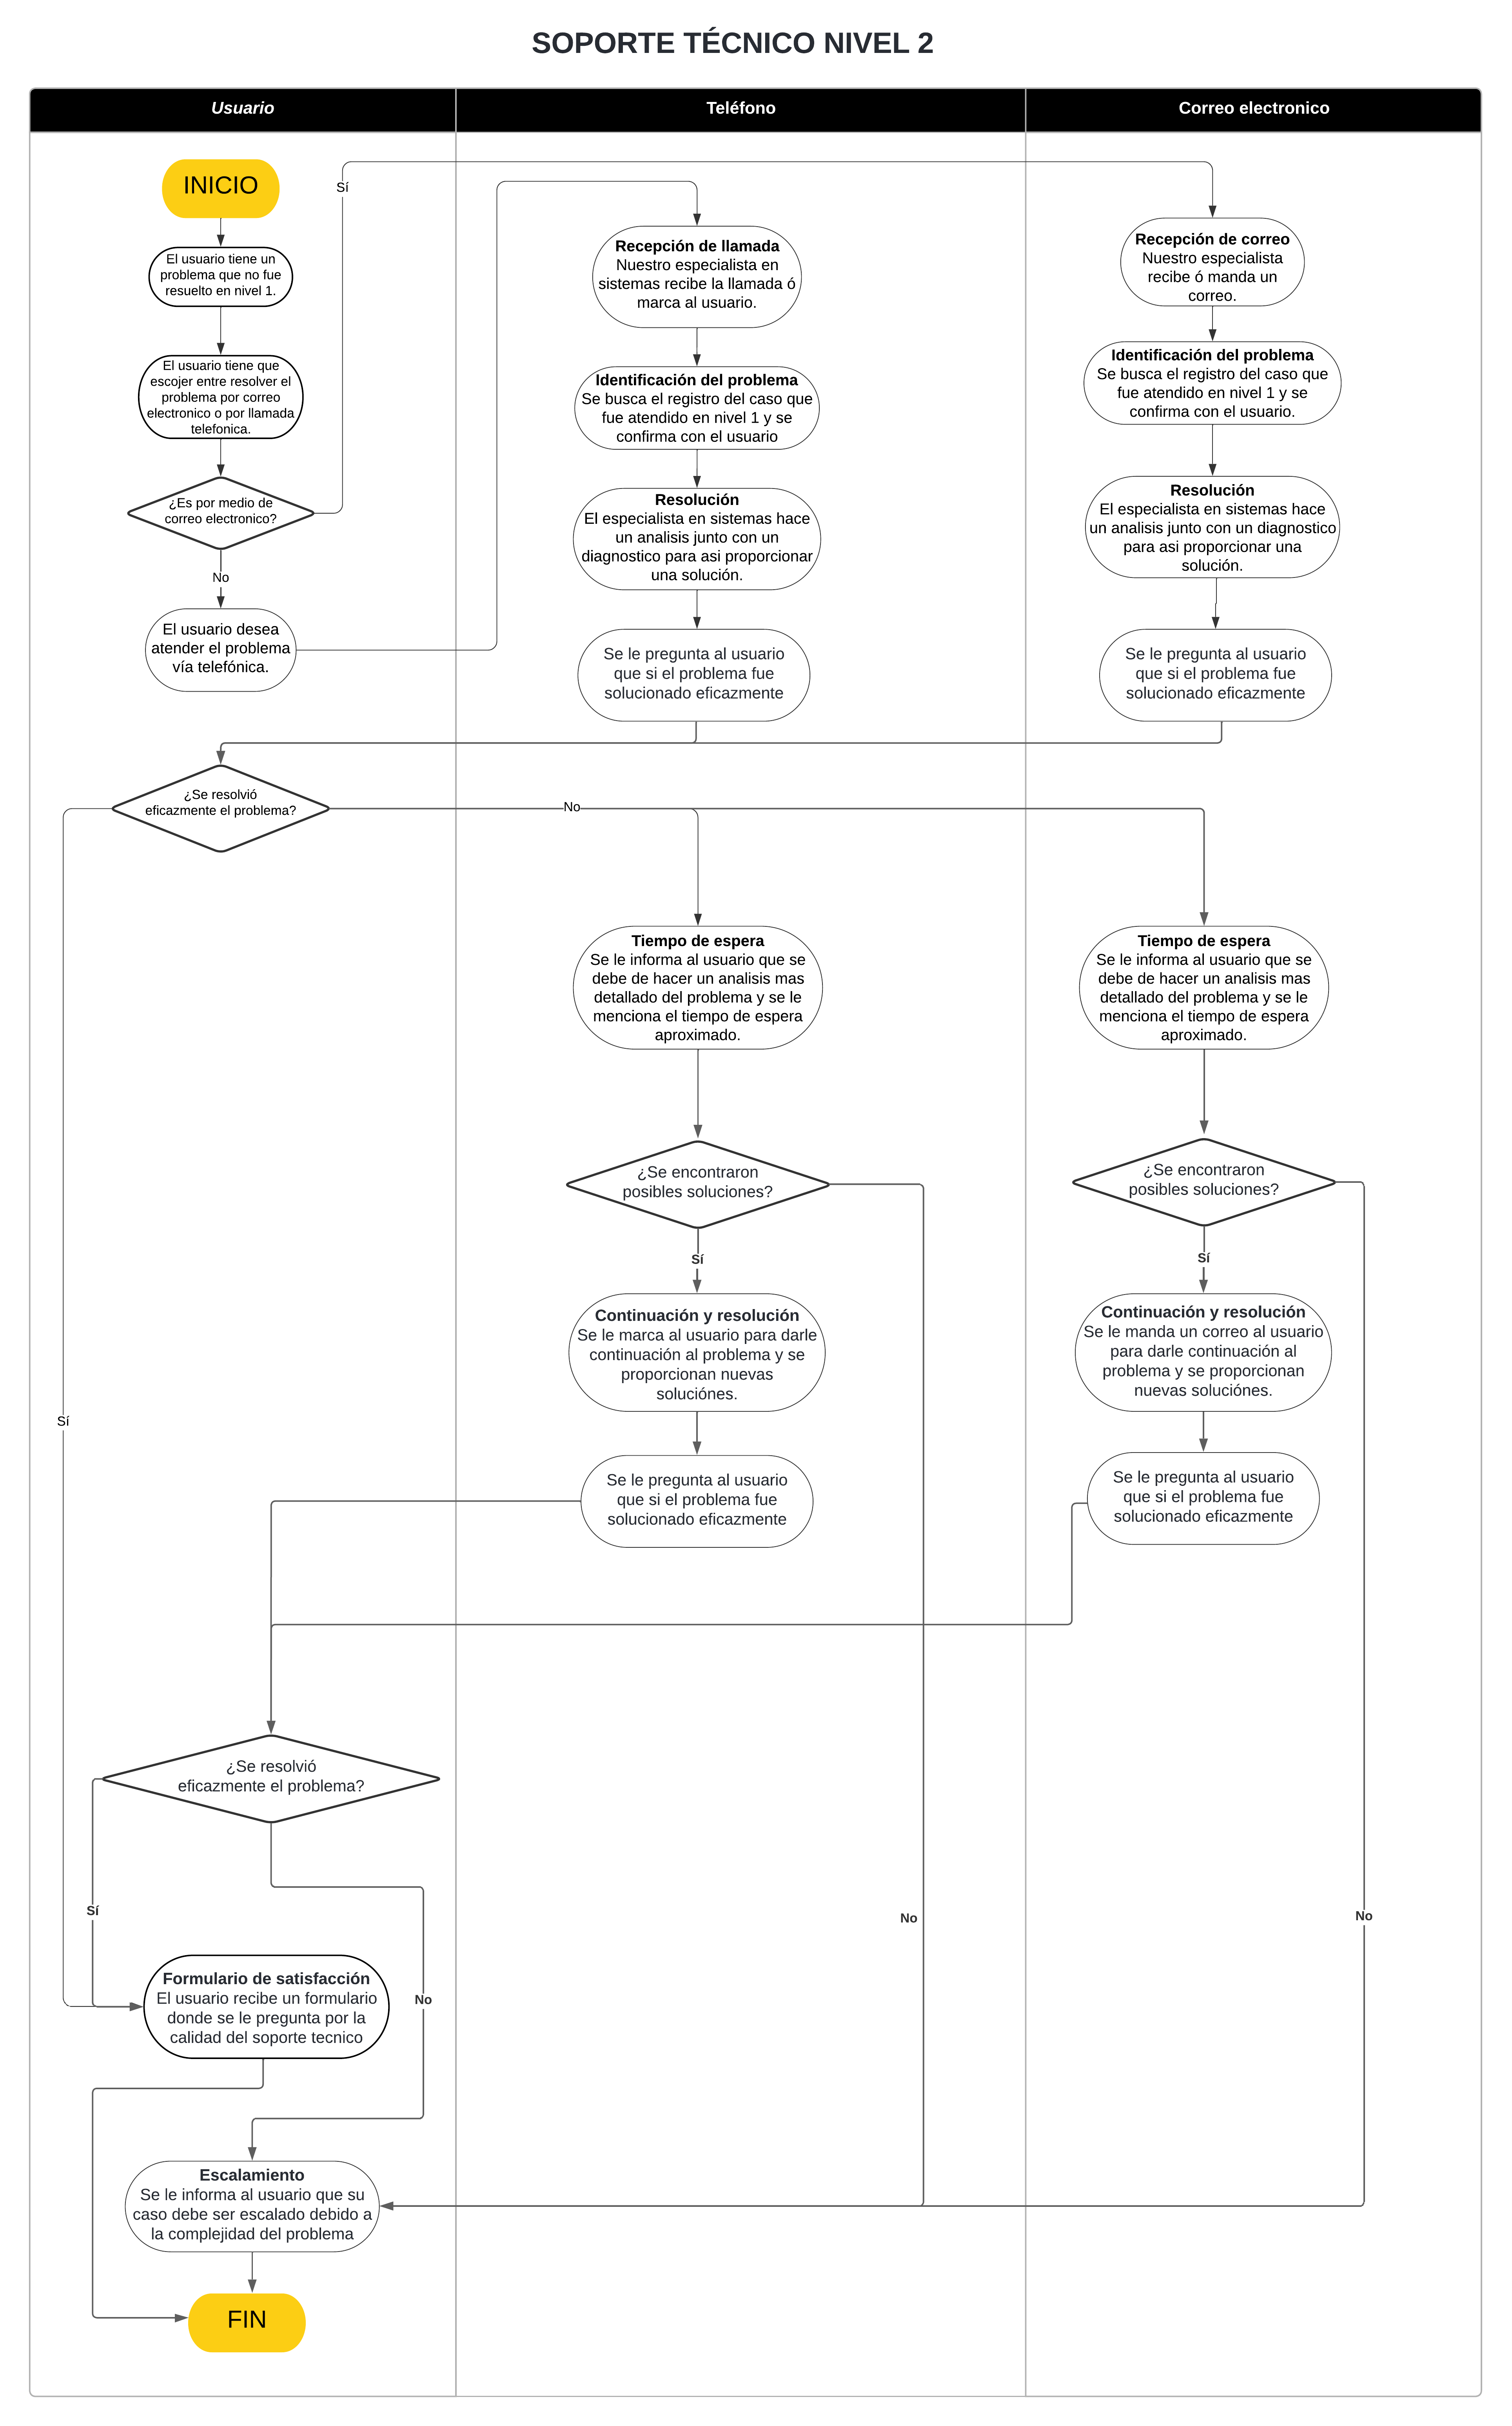 SOPORTE TÉCNICO NIVEL 2
Usuario
Teléfono
Correo electronico
INICIO
Sí
El usuario tiene un
problema que no fue
resuelto en nivel 1.
El usuario tiene que
escojer entre resolver el
problema por correo
electronico o por llamada
telefonica.
¿Es por medio de
correo electronico?
No
El usuario desea
atender el problema
vía telefónica.
Recepción de llamada
Nuestro especialista en
sistemas recibe la llamada ó
marca al usuario.
Identificación del problema
Se busca el registro del caso que
fue atendido en nivel 1 y se
confirma con el usuario
Resolución
El especialista en sistemas hace
un analisis junto con un
diagnostico para asi proporcionar
una solución.
Se le pregunta al usuario
que si el problema fue
solucionado eficazmente
Recepción de correo
Nuestro especialista
recibe ó manda un
correo.
Identificación del problema
Se busca el registro del caso que
fue atendido en nivel 1 y se
confirma con el usuario.
Resolución
El especialista en sistemas hace
un analisis junto con un diagnostico
para asi proporcionar una
solución.
Se le pregunta al usuario
que si el problema fue
solucionado eficazmente
¿Se resolvió
eficazmente el problema?
No
Tiempo de espera
Se le informa al usuario que se
debe de hacer un analisis mas
detallado del problema y se le
menciona el tiempo de espera
aproximado.
Tiempo de espera
Se le informa al usuario que se
debe de hacer un analisis mas
detallado del problema y se le
menciona el tiempo de espera
aproximado.
¿Se encontraron
posibles soluciones?
Sí
¿Se encontraron
posibles soluciones?
Sí
Continuación y resolución
Se le marca al usuario para darle
continuación al problema y se
proporcionan nuevas
soluciónes.
Continuación y resolución
Se le manda un correo al usuario
para darle continuación al
problema y se proporcionan
nuevas soluciónes.
Sí
Se le pregunta al usuario
que si el problema fue
solucionado eficazmente
Se le pregunta al usuario
que si el problema fue
solucionado eficazmente
¿Se resolvió
eficazmente el problema?
Sí
No
No
Formulario de satisfacción
El usuario recibe un formulario
donde se le pregunta por la
calidad del soporte tecnico
No
Escalamiento
Se le informa al usuario que su
caso debe ser escalado debido a
la complejidad del problema
FIN